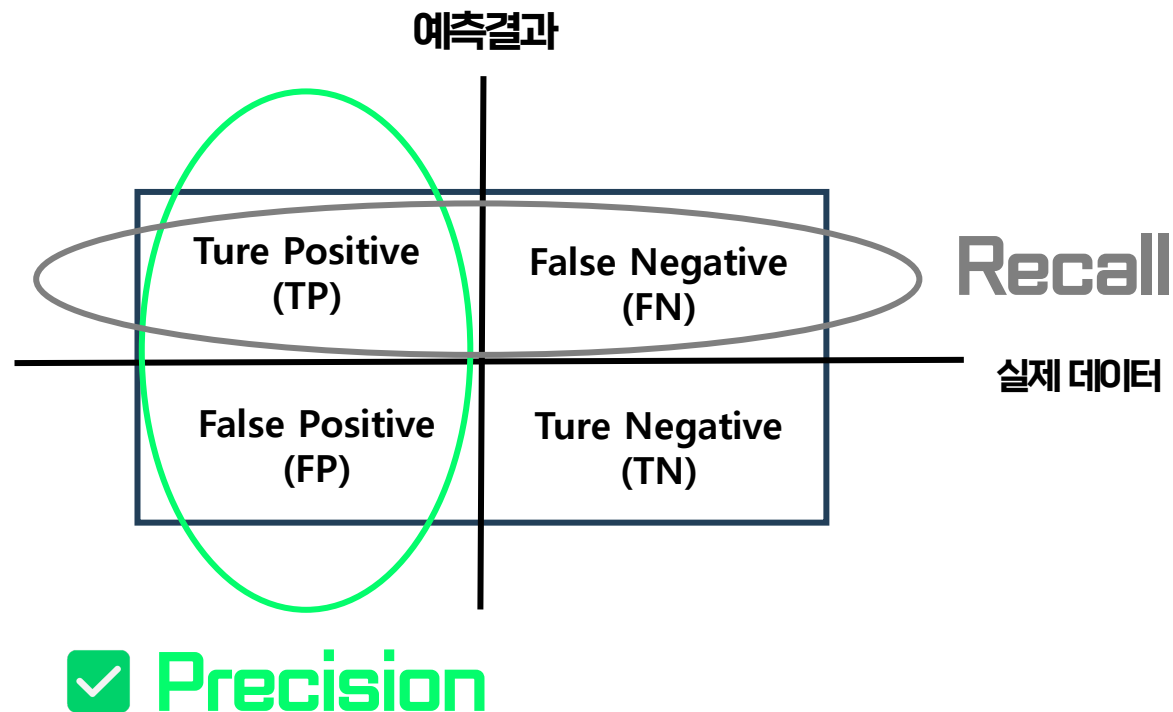 예측결과
Ture Positive
(TP)
False Negative
(FN)
Recall
실제 데이터
False Positive
(FP)
Ture Negative
(TN)
Precision